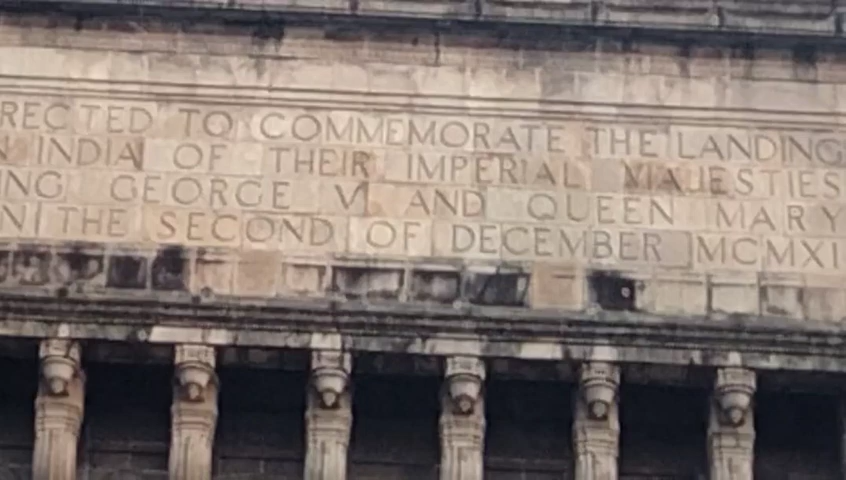 RECTED TO COMMEMORATE THE LANDING
N INDIA OF THEIR IMPERIAL MAJESTIES
ING GEORGE V AND QUEEN MARY
N THE SECOND OF DECEMBER MCMXI